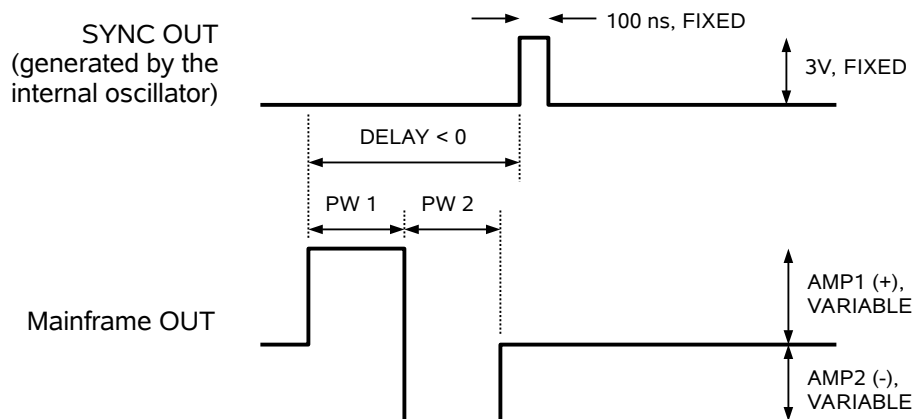 100 ns, FIXED
SYNC OUT
(generated by the
internal oscillator)
3V, FIXED
DELAY < 0
PW 1
PW 2
AMP1 (+),
VARIABLE
Mainframe OUT
AMP2 (-),
VARIABLE